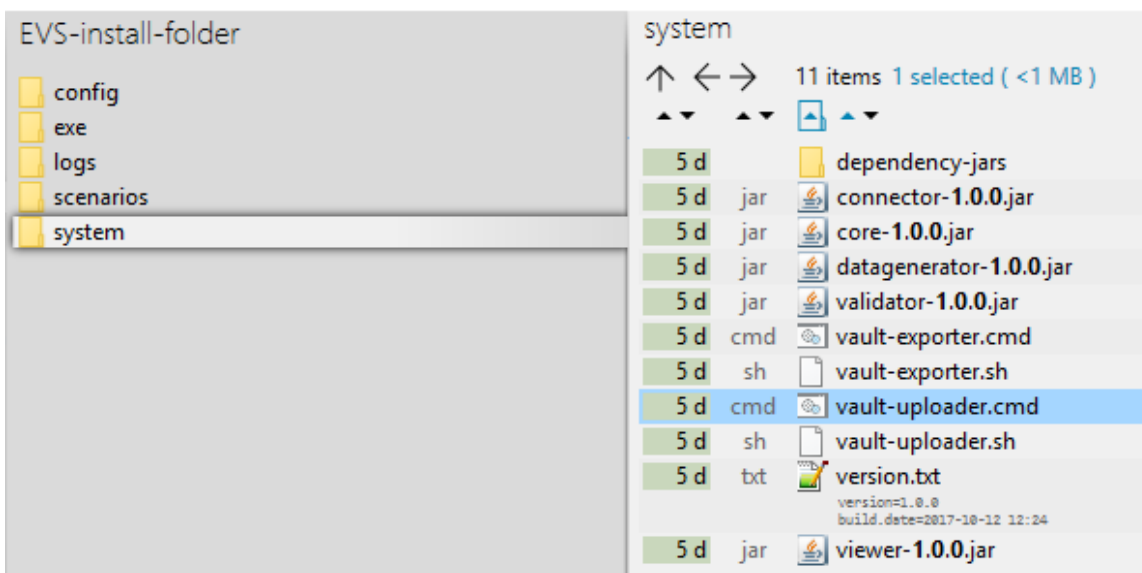 EVS-install-folder
config
exe
logs
scenarios
system
system
11 items 1 selected ( <1 MB )
5 d dependency-jars
5 d jar connector-1.0.0.jar
5 d jar core-1.0.0.jar
5 d jar datagenerator-1.0.0.jar
5 d jar validator-1.0.0.jar
5 d cmd vault-exporter.cmd
5 d sh vault-exporter.sh
5 d cmd vault-uploader.cmd
5 d sh vault-uploader.sh
5 d txt version.txt
version=1.0.0
build.date=2017-10-12 12:24
5 d jar viewer-1.0.0.jar